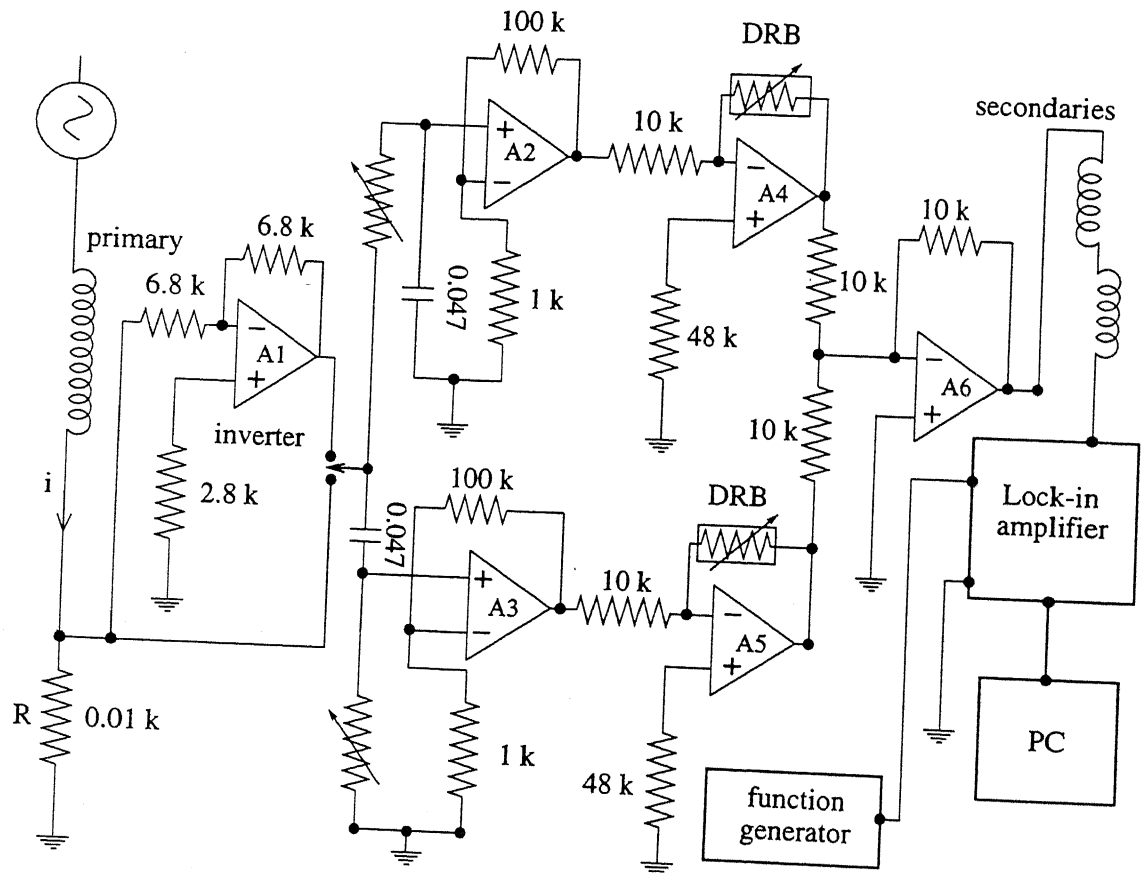 100 k
DRB
secondaries
10 k
+
A2
−
−
A4
+
primary
6.8 k
6.8 k
10 k
0.047
1 k
10 k
48 k
−
A1
+
−
A6
+
inverter
2.8 k
10 k
i
100 k
DRB
Lock-in
amplifier
0.047
+
A3
−
10 k
−
A5
+
R
0.01 k
1 k
48 k
PC
function
generator